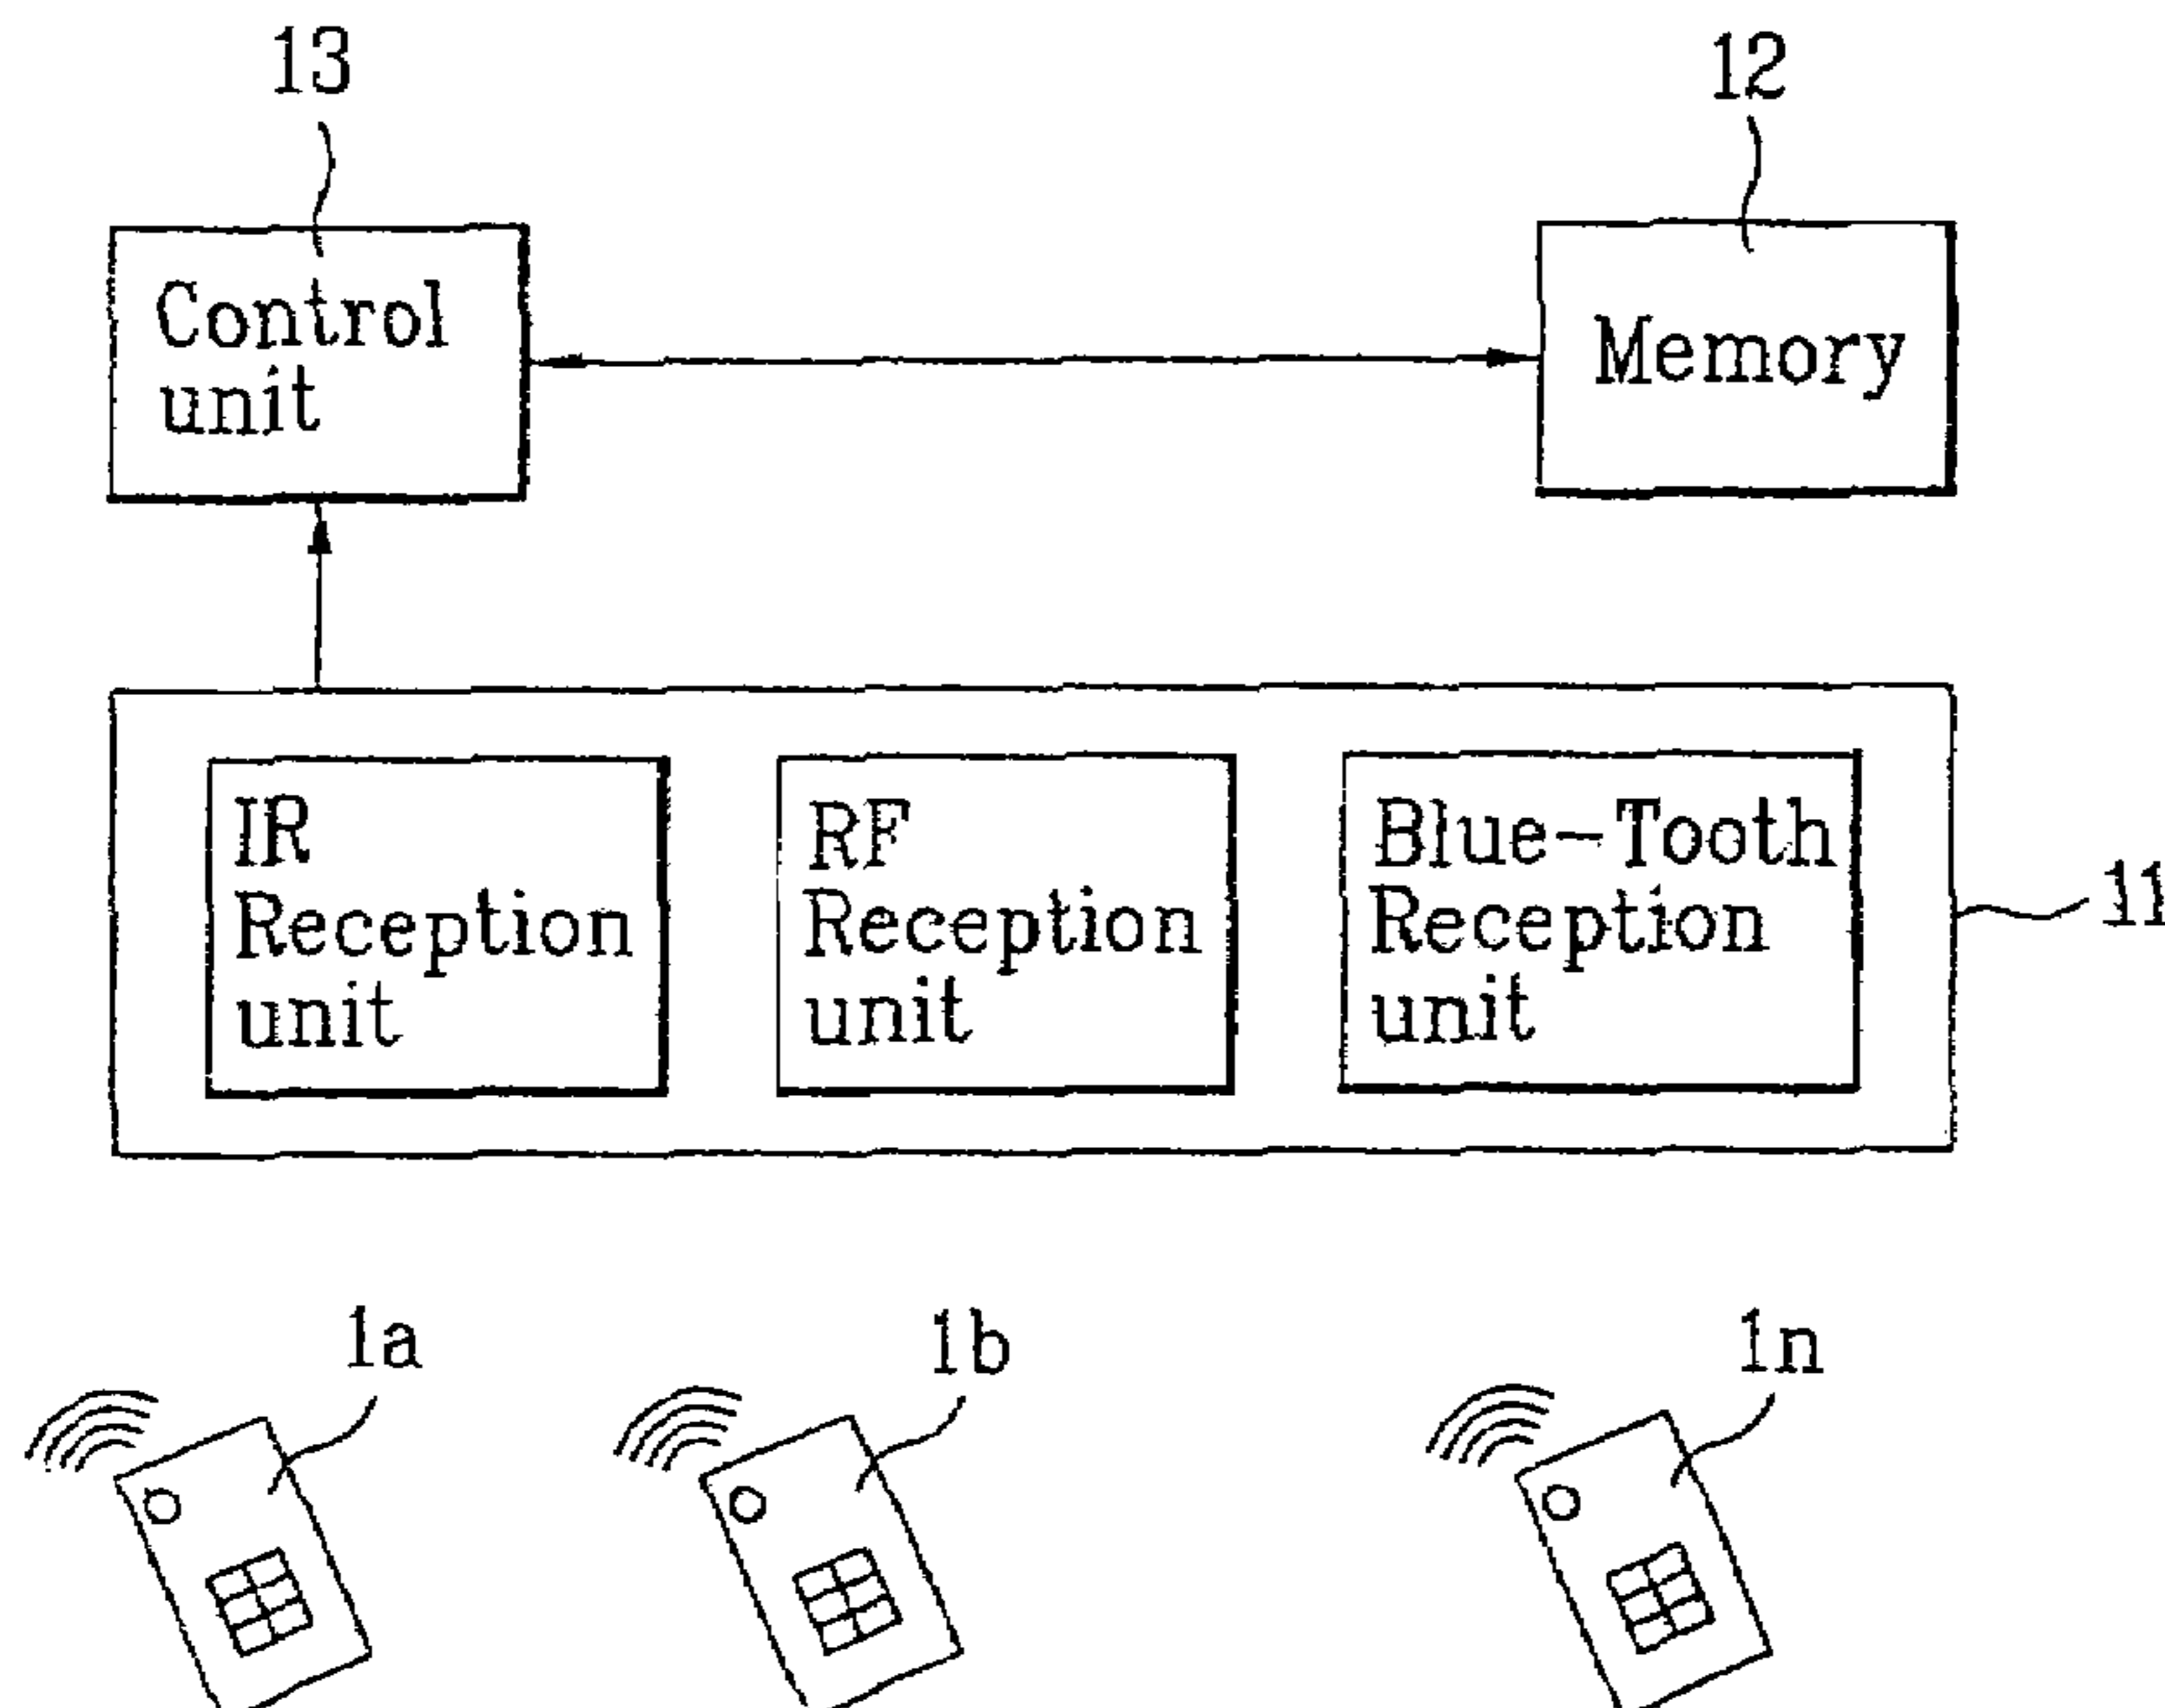 13
12
Control
unit
Memory
IR
Reception
unit
RF
Reception
unit
Blue-Tooth
Reception
unit
11
1a
1b
1n